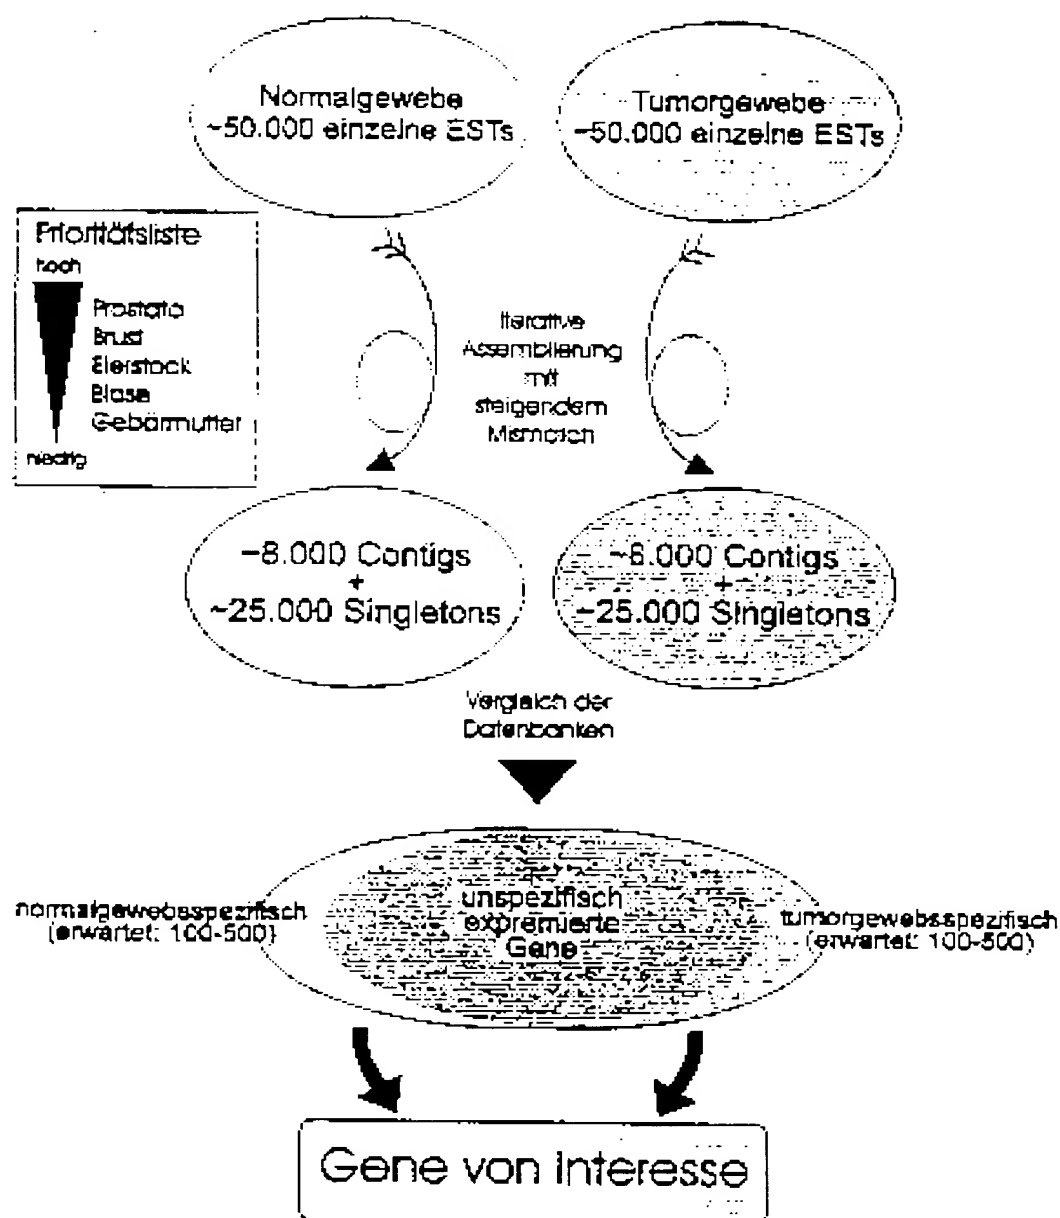 Normalgewebe
~50.000 einzelne ESTs
Tumorgewebe
~50.000 einzelne ESTs
Prioritätsliste
hoch
Prostata
Brust
Eierstock
Blase
Gebärmutter
niedrig
Iterative
Assemblierung
mit
steigendem
Mismatch
~8.000 Contigs
+
~25.000 Singletons
~8.000 Contigs
+
~25.000 Singletons
Vergleich der
Datenbanken
normalgewebsspezifisch
(erwartet: 100-500)
unspezifisch
expremierte
Gene
tumorgewebsspezifisch
(erwartet: 100-500)
Gene von Interesse